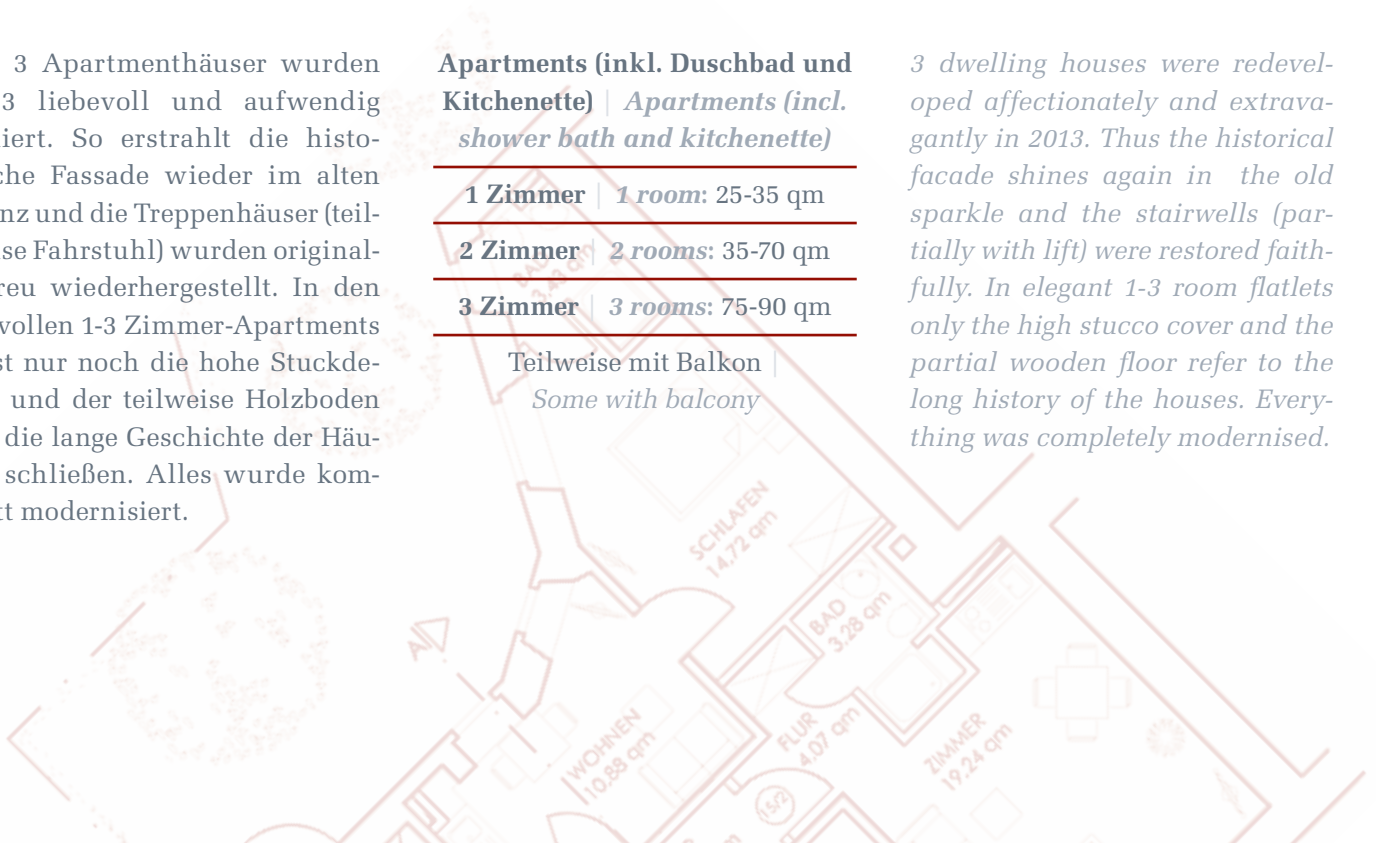 3 Apartmenthäuser wurden
3 liebevoll und aufwendig
iert. So erstrahlt die histo-
che Fassade wieder im alten
nz und die Treppenhäuser (teil-
se Fahrstuhl) wurden original-
reu wiederhergestellt. In den
vollen 1-3 Zimmer-Apartments
st nur noch die hohe Stuckde-
und der teilweise Holzboden
die lange Geschichte der Häu-
schließen. Alles wurde kom-
tt modernisiert.
Apartments (inkl. Duschbad und
Kitchenette) | Apartments (incl.
shower bath and kitchenette)
1 Zimmer | 1 room: 25-35 qm
2 Zimmer | 2 rooms: 35-70 qm
3 Zimmer | 3 rooms: 75-90 qm
Teilweise mit Balkon |
Some with balcony
3 dwelling houses were redevel-
oped affectionately and extrava-
gantly in 2013. Thus the historical
facade shines again in the old
sparkle and the stairwells (par-
tially with lift) were restored faith-
fully. In elegant 1-3 room flatlets
only the high stucco cover and the
partial wooden floor refer to the
long history of the houses. Every-
thing was completely modernised.
BAD
SCHLAFEN
14,72 qm
BAD
3,28 qm
WOHNEN
10,88 qm
FLUR
4,07 qm
ZIMMER
19,24 qm
15/2